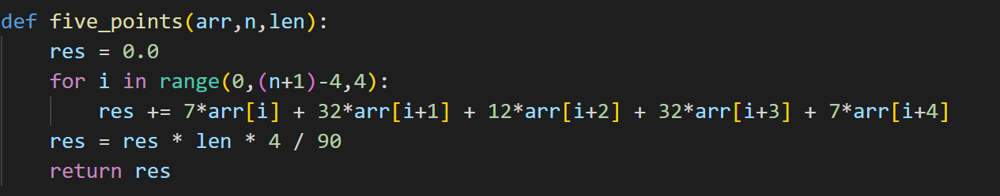 def five_points(arr,n,len):
    res = 0.0
    for i in range(0,(n+1)-4,4):
        res += 7*arr[i] + 32*arr[i+1] + 12*arr[i+2] + 32*arr[i+3] + 7*arr[i+4]
    res = res * len * 4 / 90
    return res